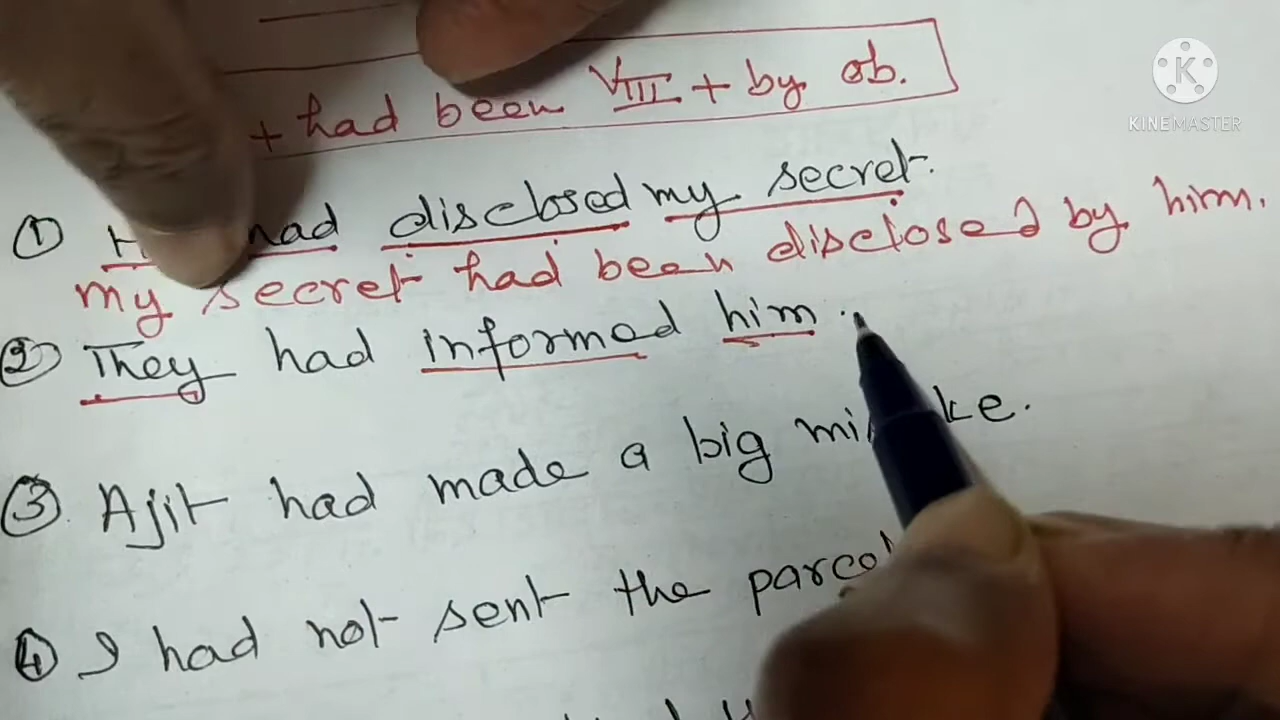 + had been VIII + by ob.
KINEMASTER
① had disclosed my secret.
my secret had been disclosed by him.
② They had informed him.
③ Ajit had made a big
④ I had not sent the